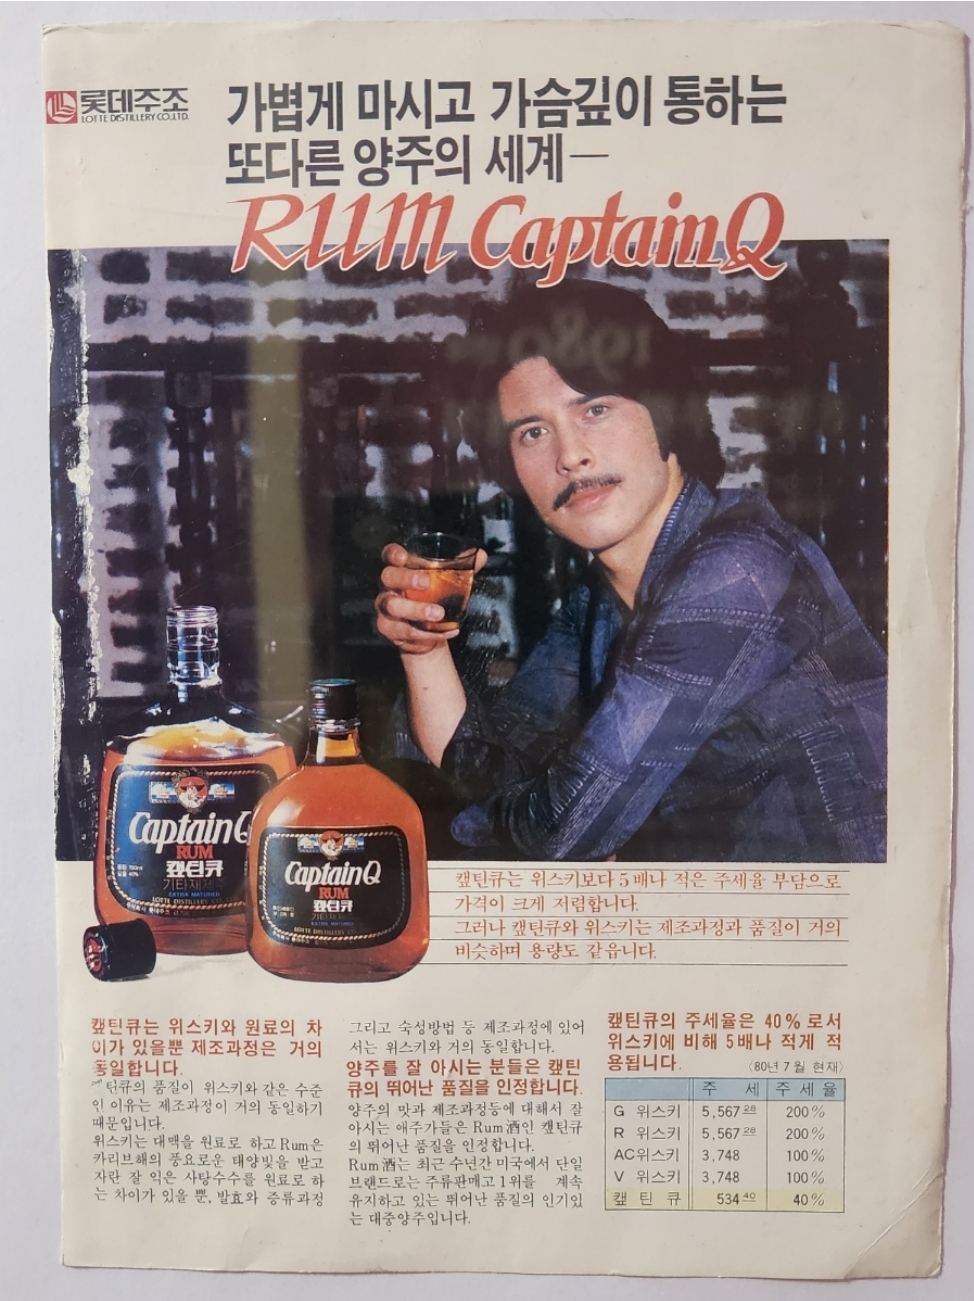 롯데주조
LOTTE DISTILLERY CO.,LTD.
가볍게 마시고 가슴깊이 통하는
또다른 양주의 세계—
RUM CaptainQ
CaptainQ
RUM
캪틴큐
기타재제주
EXTRA MATURED
LOTTE DISTILLERY CO.
CaptainQ
RUM
캪틴큐
EXTRA MATURED
LOTTE DISTILLERY CO.
캪틴큐는 위스키보다 5배나 적은 주세율 부담으로
가격이 크게 저렴합니다.
그러나 캪틴큐와 위스키는 제조과정과 품질이 거의
비슷하며 용량도 같읍니다.
캪틴큐는 위스키와 원료의 차
이가 있을뿐 제조과정은 거의
동일합니다.
틴큐의 품질이 위스키와 같은 수준
인 이유는 제조과정이 거의 동일하기
때문입니다.
위스키는 대맥을 원료로 하고 Rum은
카리브해의 풍요로운 태양빛을 받고
자란 잘 익은 사탕수수를 원료로 하
는 차이가 있을 뿐, 발효와 증류과정
그리고 숙성방법 등 제조과정에 있어
서는 위스키와 거의 동일합니다.
양주를 잘 아시는 분들은 캪틴
큐의 뛰어난 품질을 인정합니다.
양주의 맛과 제조과정등에 대해서 잘
아시는 애주가들은 Rum酒인 캪틴큐
의 뛰어난 품질을 인정합니다.
Rum酒는 최근 수년간 미국에서 단일
브랜드로는 주류판매고 1위를 계속
유지하고 있는 뛰어난 품질의 인기있
는 대중양주입니다.
캪틴큐의 주세율은 40%로서
위스키에 비해 5배나 적게 적
용됩니다.
〈80년 7월 현재〉
주 세 주 세 율
G 위스키 5,567.28 200%
R 위스키 5,567.28 200%
AC위스키 3,748 100%
V 위스키 3,748 100%
캪 틴 큐 534.40 40%